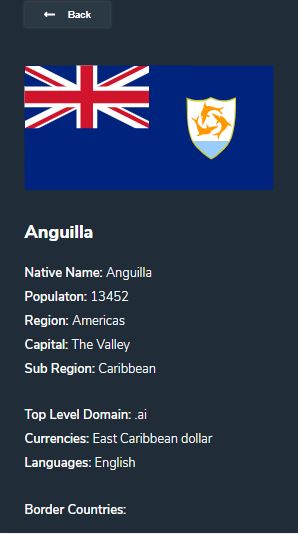 Back
Anguilla
Native Name: Anguilla
Populaton: 13452
Region: Americas
Capital: The Valley
Sub Region: Caribbean
Top Level Domain: .ai
Currencies: East Caribbean dollar
Languages: English
Border Countries: